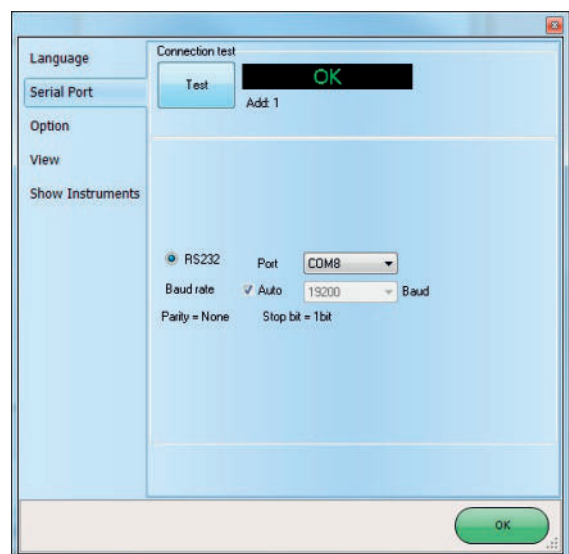 Language
Serial Port
Option
View
Show Instruments
Connection test
Test
OK
Add: 1
RS232 Port COM8
Baud rate Auto 19200 Baud
Parity = None Stop bit = 1bit
OK